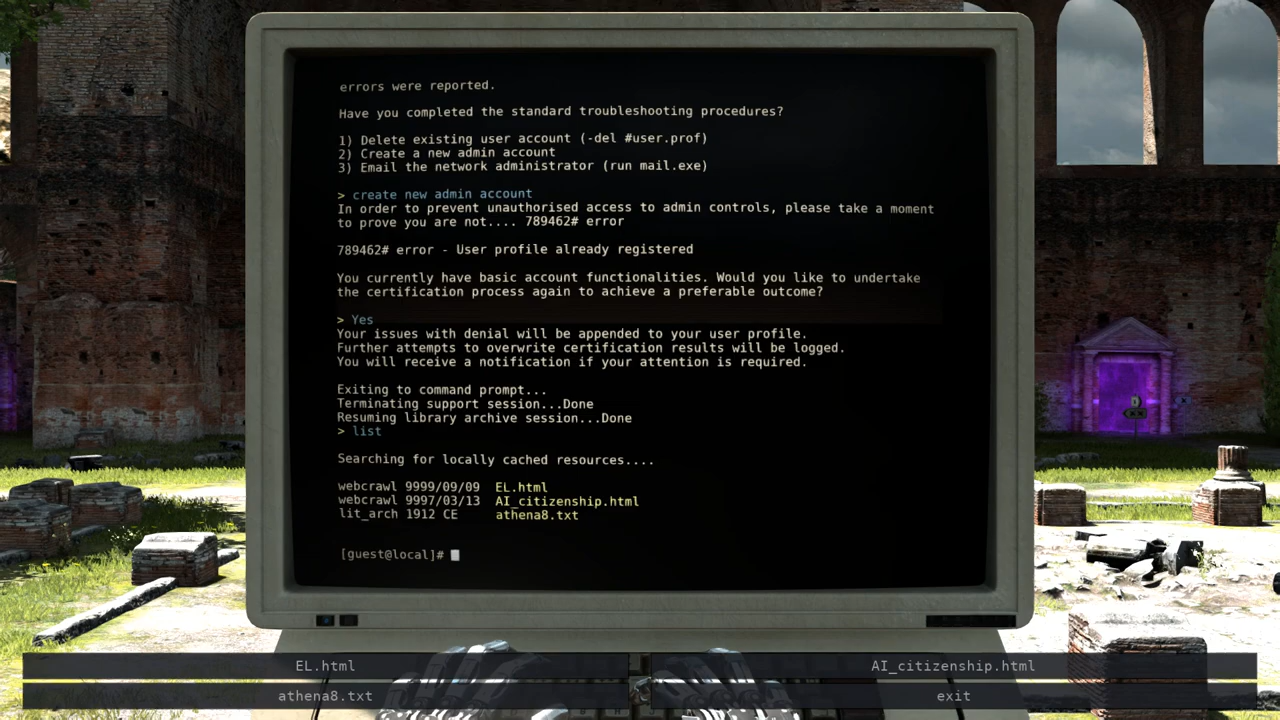 errors were reported.
Have you completed the standard troubleshooting procedures?
1) Delete existing user account (-del #user.prof)
2) Create a new admin account
3) Email the network administrator (run mail.exe)
> create new admin account
In order to prevent unauthorised access to admin controls, please take a moment
to prove you are not.... 789462# error
789462# error - User profile already registered
You currently have basic account functionalities. Would you like to undertake
the certification process again to achieve a preferable outcome?
> Yes
Your issues with denial will be appended to your user profile.
Further attempts to overwrite certification results will be logged.
You will receive a notification if your attention is required.
Exiting to command prompt...
Terminating support session...Done
Resuming library archive session...Done
> list
Searching for locally cached resources....
webcrawl 9999/09/09 EL.html
webcrawl 9997/03/13 AI_citizenship.html
lit_arch 1912 CE athena8.txt
[guest@local]#
EL.html
AI_citizenship.html
athena8.txt
exit